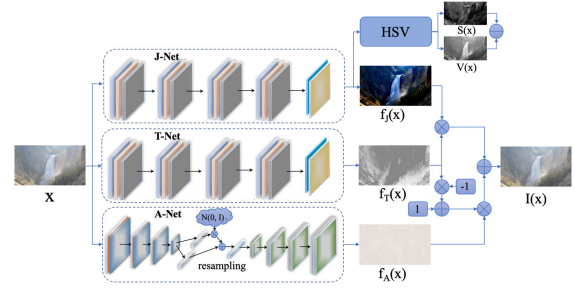 J-Net
HSV
S(x)
V(x)
f_J(x)
X
T-Net
f_T(x)
-1
1
I(x)
A-Net
N(0, I)
resampling
f_A(x)